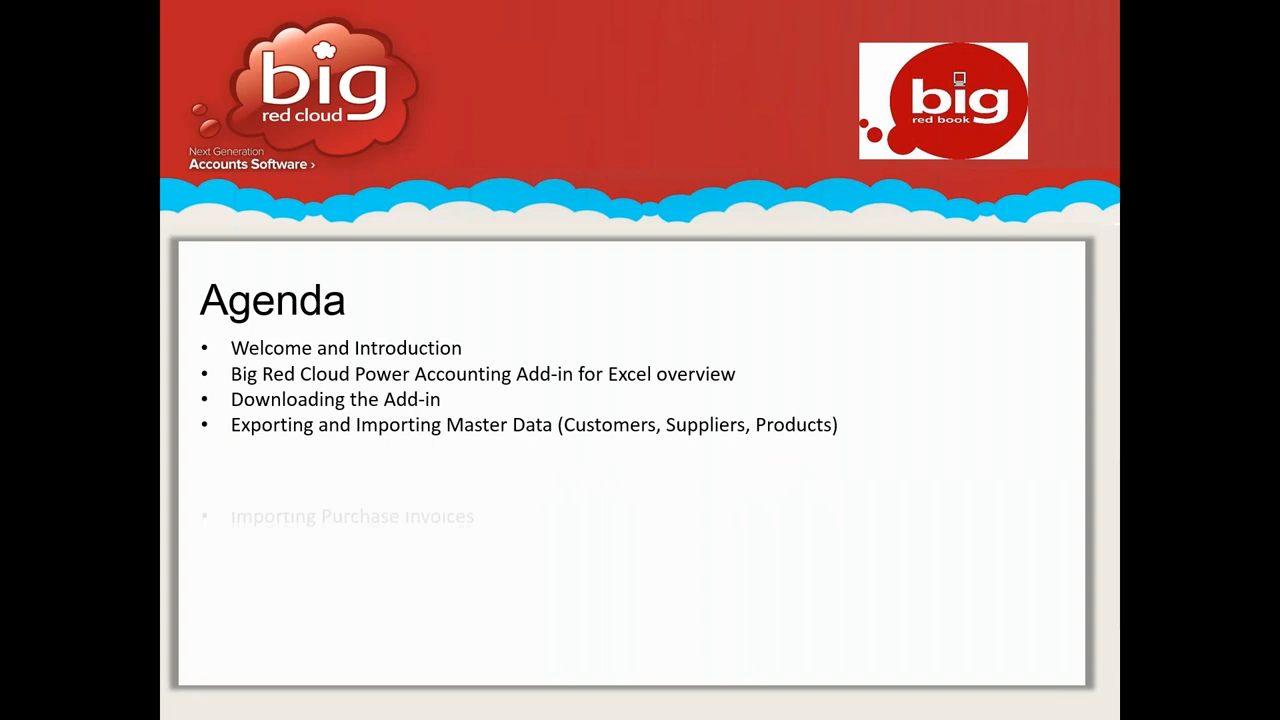 big
red cloud
Next Generation
Accounts Software ›
big
red book
Agenda
• Welcome and Introduction
• Big Red Cloud Power Accounting Add-in for Excel overview
• Downloading the Add-in
• Exporting and Importing Master Data (Customers, Suppliers, Products)
• Importing Purchase Invoices